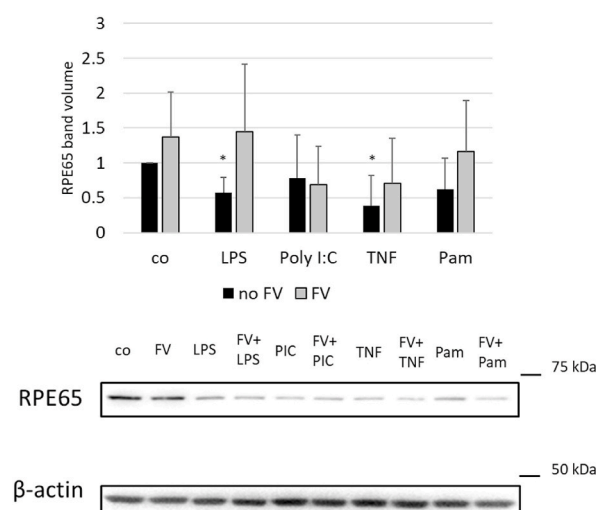 3
2.5
2
1.5
1
0.5
0
RPE65 band volume
*
*
co LPS Poly I:C TNF Pam
no FV FV
co FV LPS FV+ LPS PIC FV+ PIC TNF FV+ TNF Pam FV+ Pam
75 kDa
RPE65
50 kDa
β-actin